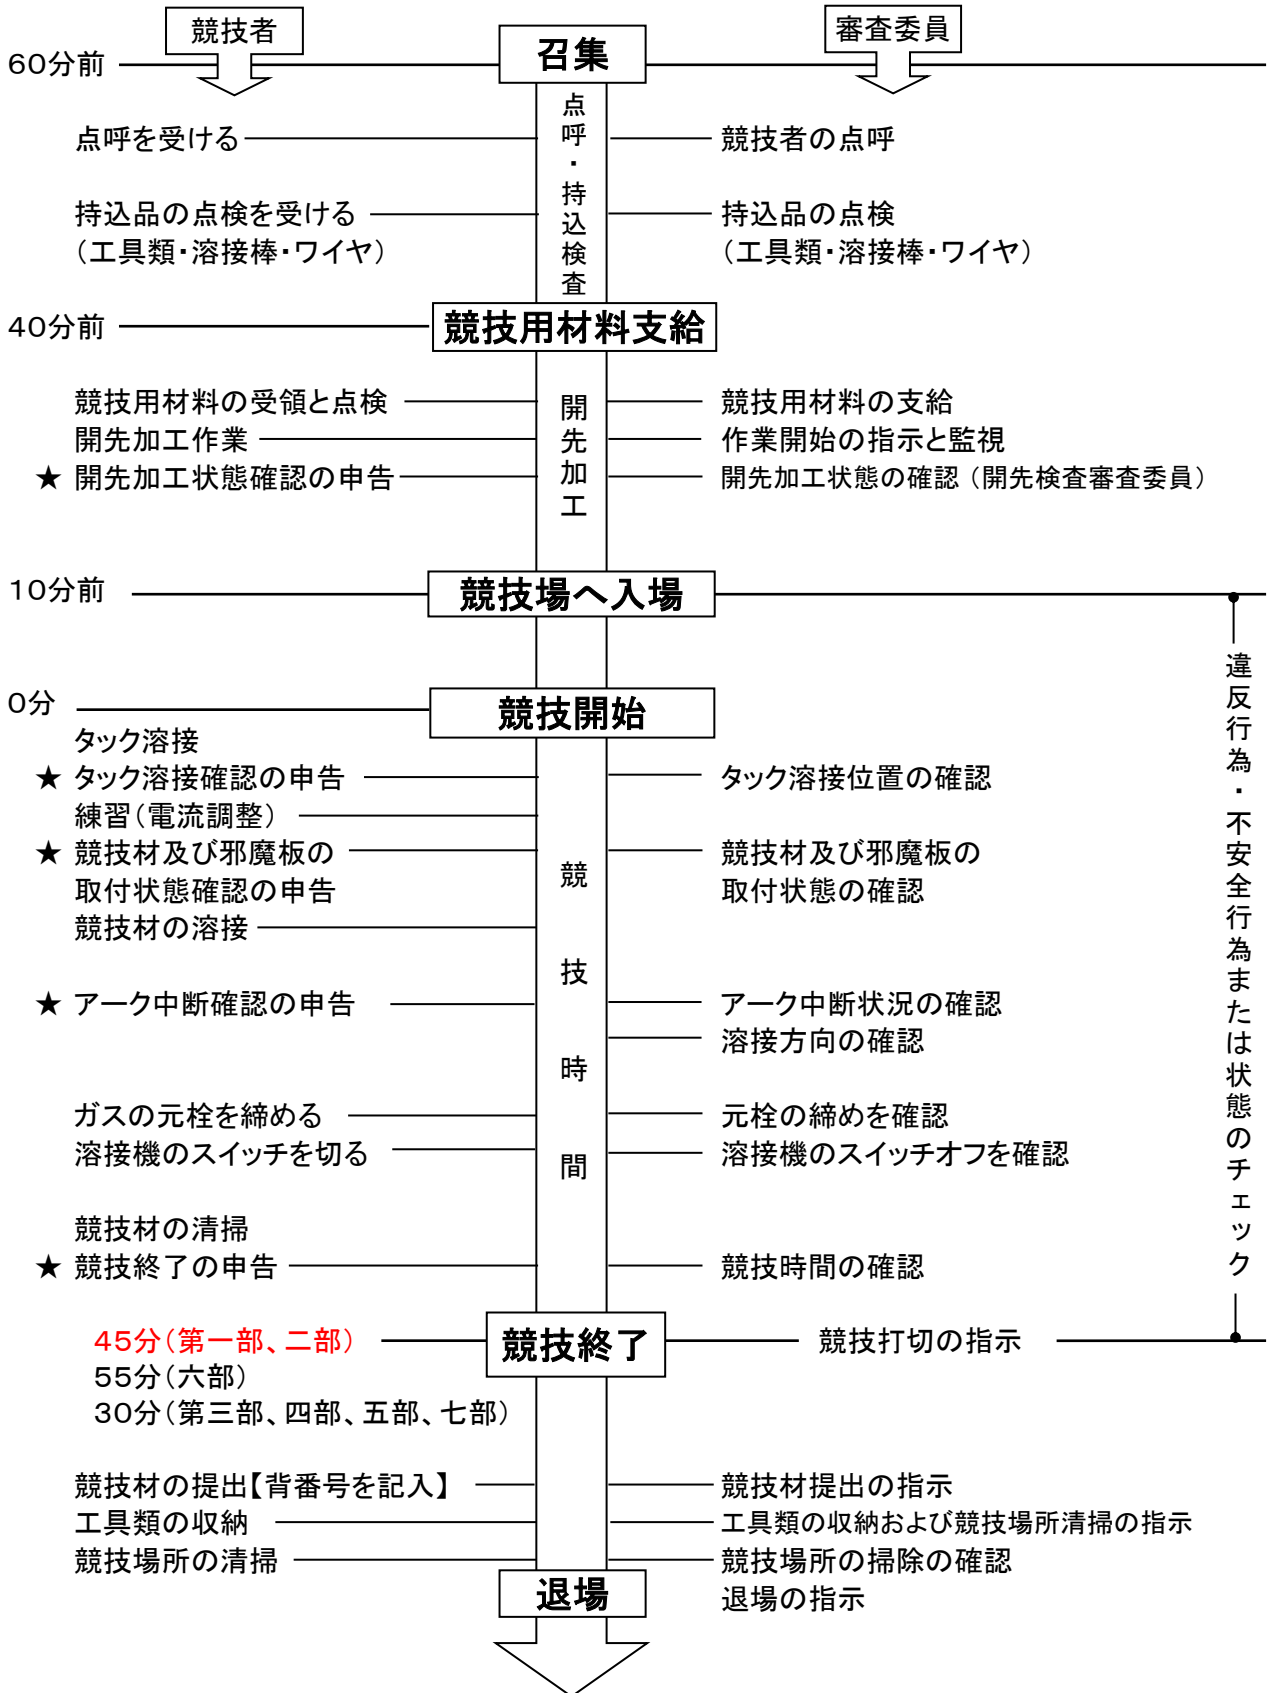 競技者
審査委員
60分前
召集
点呼・持込検査
点呼を受ける
競技者の点呼
持込品の点検を受ける
持込品の点検
（工具類・溶接棒・ワイヤ）
（工具類・溶接棒・ワイヤ）
40分前
競技用材料支給
開先加工
競技用材料の受領と点検
競技用材料の支給
開先加工作業
作業開始の指示と監視
★ 開先加工状態確認の申告
開先加工状態の確認（開先検査審査委員）
10分前
競技場へ入場
違反行為・不安全行為または状態のチェック
0分
競技開始
競技時間
タック溶接
★ タック溶接確認の申告
タック溶接位置の確認
練習（電流調整）
★ 競技材及び邪魔板の
競技材及び邪魔板の
取付状態確認の申告
取付状態の確認
競技材の溶接
★ アーク中断確認の申告
アーク中断状況の確認
溶接方向の確認
ガスの元栓を締める
元栓の締めを確認
溶接機のスイッチを切る
溶接機のスイッチオフを確認
競技材の清掃
★ 競技終了の申告
競技時間の確認
45分（第一部、二部）
競技終了
競技打切の指示
55分（六部）
30分（第三部、四部、五部、七部）
競技材の提出【背番号を記入】
競技材提出の指示
工具類の収納
工具類の収納および競技場所清掃の指示
競技場所の清掃
競技場所の掃除の確認
退場
退場の指示